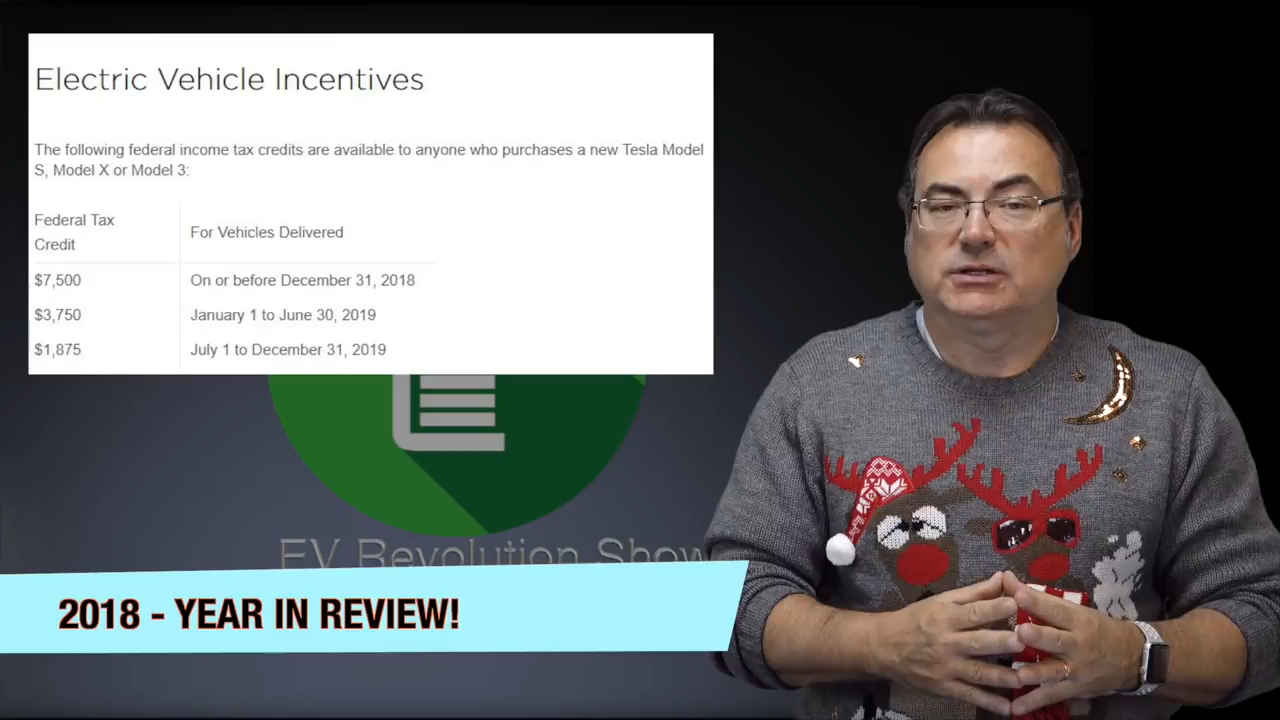 Electric Vehicle Incentives
The following federal income tax credits are available to anyone who purchases a new Tesla Model
S, Model X or Model 3:
Federal Tax
Credit
For Vehicles Delivered
$7,500 On or before December 31, 2018
$3,750 January 1 to June 30, 2019
$1,875 July 1 to December 31, 2019
EV Revolution Show
2018 - YEAR IN REVIEW!